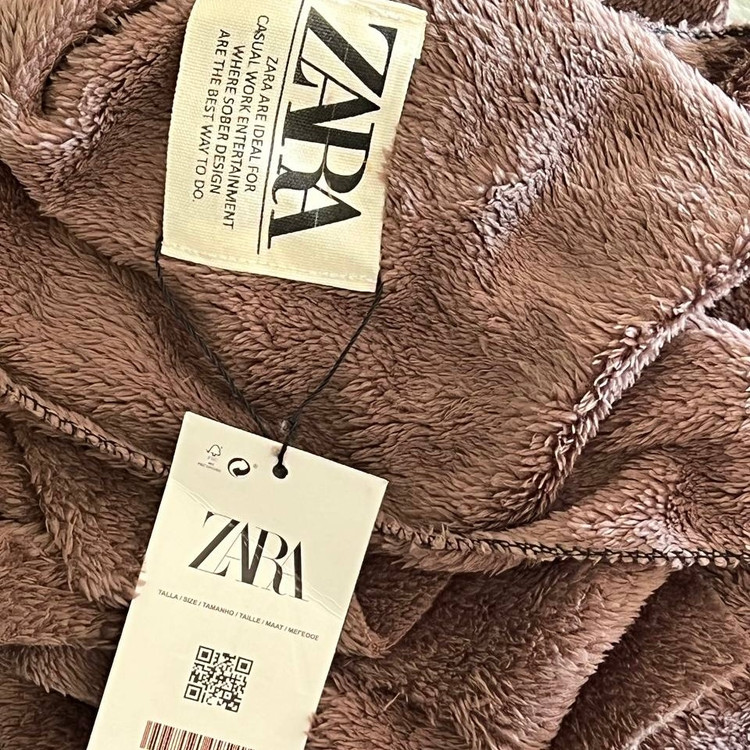 ZARA
ZARA ARE IDEAL FOR
CASUAL WORK ENTERTAINMENT
WHERE SOBER DESIGN
ARE THE BEST WAY TO DO.
ZARA
TALLA / SIZE / TAMANHO / TAILLE / MAAT / ΜΕΓΕΘΟΣ